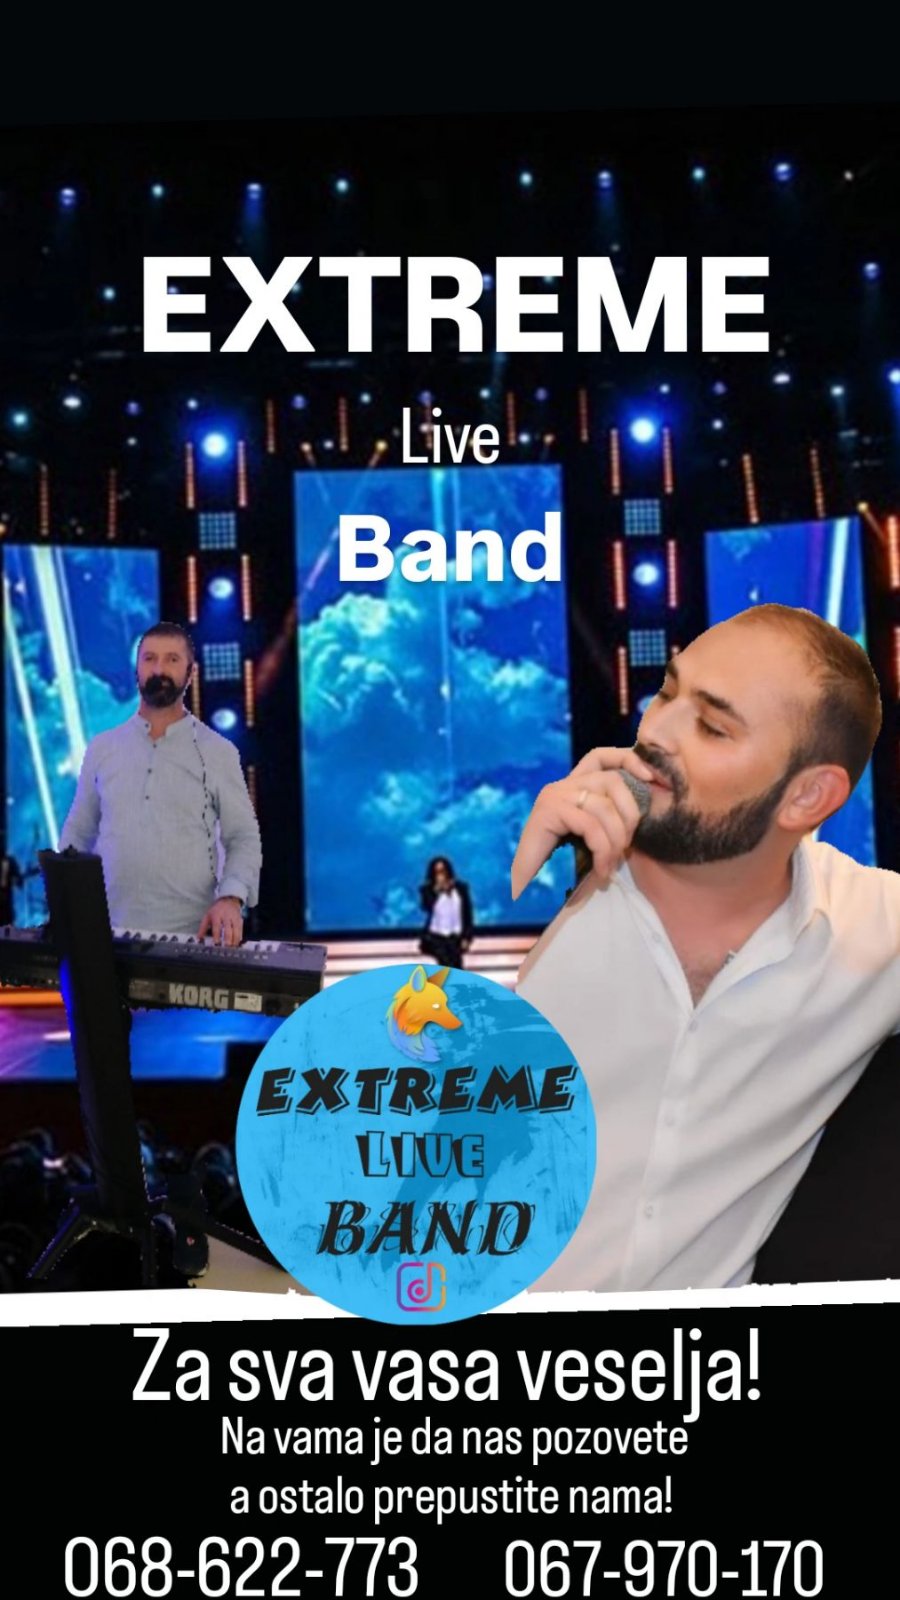 EXTREME
Live
Band
KORG
EXTREME
LIVE
BAND
Za sva vasa veselja!
Na vama je da nas pozovete
a ostalo prepustite nama!
068-622-773 067-970-170